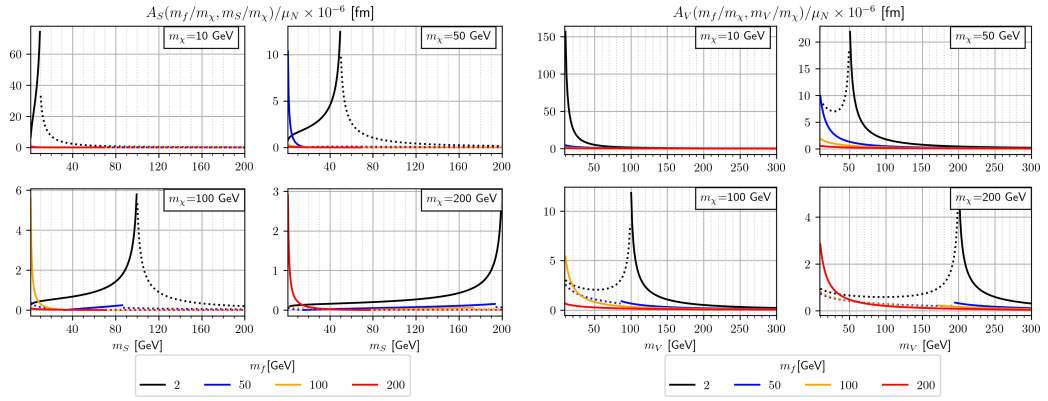 A_S(m_f/m_χ, m_S/m_χ)/μ_N × 10^{-6} [fm]
m_χ=10 GeV
m_χ=50 GeV
60
40
20
0
10
5
0
40 80 120 160 200
40 80 120 160 200
m_χ=100 GeV
m_χ=200 GeV
6
4
2
0
3
2
1
0
40 80 120 160 200
40 80 120 160 200
m_S [GeV]
m_S [GeV]
m_f[GeV]
2 50 100 200
A_V(m_f/m_χ, m_V/m_χ)/μ_N × 10^{-6} [fm]
m_χ=10 GeV
m_χ=50 GeV
150
100
50
0
20
15
10
5
0
50 100 150 200 250 300
50 100 150 200 250 300
m_χ=100 GeV
m_χ=200 GeV
10
5
0
4
2
0
50 100 150 200 250 300
50 100 150 200 250 300
m_V [GeV]
m_V [GeV]
m_f[GeV]
2 50 100 200